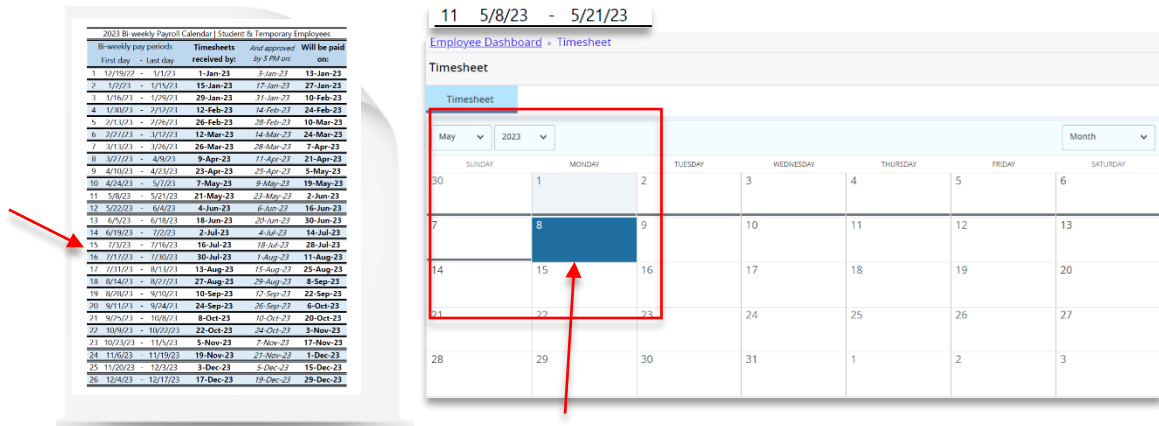 2023 Bi-weekly Payroll Calendar | Student & Temporary Employees
Bi-weekly pay periods Timesheets And approved Will be paid
First day - Last day received by: by 5 PM on: on:
1 12/19/22 - 1/1/23 1-Jan-23 3-Jan-23 13-Jan-23
2 1/2/23 - 1/15/23 15-Jan-23 17-Jan-23 27-Jan-23
3 1/16/23 - 1/29/23 29-Jan-23 31-Jan-23 10-Feb-23
4 1/30/23 - 2/12/23 12-Feb-23 14-Feb-23 24-Feb-23
5 2/13/23 - 2/26/23 26-Feb-23 28-Feb-23 10-Mar-23
6 2/27/23 - 3/12/23 12-Mar-23 14-Mar-23 24-Mar-23
7 3/13/23 - 3/26/23 26-Mar-23 28-Mar-23 7-Apr-23
8 3/27/23 - 4/9/23 9-Apr-23 11-Apr-23 21-Apr-23
9 4/10/23 - 4/23/23 23-Apr-23 25-Apr-23 5-May-23
10 4/24/23 - 5/7/23 7-May-23 9-May-23 19-May-23
11 5/8/23 - 5/21/23 21-May-23 23-May-23 2-Jun-23
12 5/22/23 - 6/4/23 4-Jun-23 6-Jun-23 16-Jun-23
13 6/5/23 - 6/18/23 18-Jun-23 20-Jun-23 30-Jun-23
14 6/19/23 - 7/2/23 2-Jul-23 4-Jul-23 14-Jul-23
15 7/3/23 - 7/16/23 16-Jul-23 18-Jul-23 28-Jul-23
16 7/17/23 - 7/30/23 30-Jul-23 1-Aug-23 11-Aug-23
17 7/31/23 - 8/13/23 13-Aug-23 15-Aug-23 25-Aug-23
18 8/14/23 - 8/27/23 27-Aug-23 29-Aug-23 8-Sep-23
19 8/28/23 - 9/10/23 10-Sep-23 12-Sep-23 22-Sep-23
20 9/11/23 - 9/24/23 24-Sep-23 26-Sep-23 6-Oct-23
21 9/25/23 - 10/8/23 8-Oct-23 10-Oct-23 20-Oct-23
22 10/9/23 - 10/22/23 22-Oct-23 24-Oct-23 3-Nov-23
23 10/23/23 - 11/5/23 5-Nov-23 7-Nov-23 17-Nov-23
24 11/6/23 - 11/19/23 19-Nov-23 21-Nov-23 1-Dec-23
25 11/20/23 - 12/3/23 3-Dec-23 5-Dec-23 15-Dec-23
26 12/4/23 - 12/17/23 17-Dec-23 19-Dec-23 29-Dec-23
11 5/8/23 - 5/21/23
Employee Dashboard • Timesheet
Timesheet
Timesheet
May 2023 Month
SUNDAY MONDAY TUESDAY WEDNESDAY THURSDAY FRIDAY SATURDAY
30 1 2 3 4 5 6
7 8 9 10 11 12 13
14 15 16 17 18 19 20
21 22 23 24 25 26 27
28 29 30 31 1 2 3